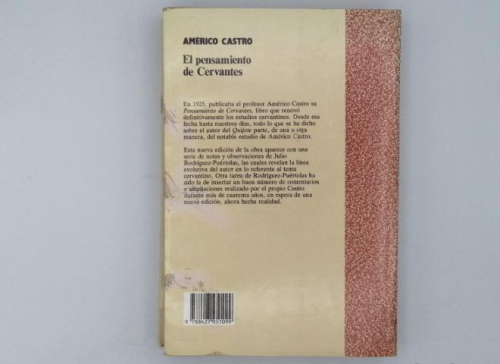 AMÉRICO CASTRO
El pensamiento
de Cervantes
En 1925, publicaba el profesor Américo Castro su
Pensamiento de Cervantes, libro que renovó
definitivamente los estudios cervantinos. Desde esa
fecha hasta nuestros días, todo lo que se ha dicho
sobre el autor del Quijote parte, de una o otra
manera, del notable estudio de Américo Castro.
Esta nueva edición de la obra aparece con una
serie de notas y observaciones de Julio
Rodríguez-Puértolas, las cuales revelan la línea
evolutiva del autor en lo referente al tema
cervantino. Otra tarea de Rodríguez-Puértolas ha
sido la de insertar un buen número de comentarios
y ampliaciones realizado por el propio Castro
durante más de cuarenta años, en espera de una
nueva edición, ahora hecha realidad.
9 788427 951099